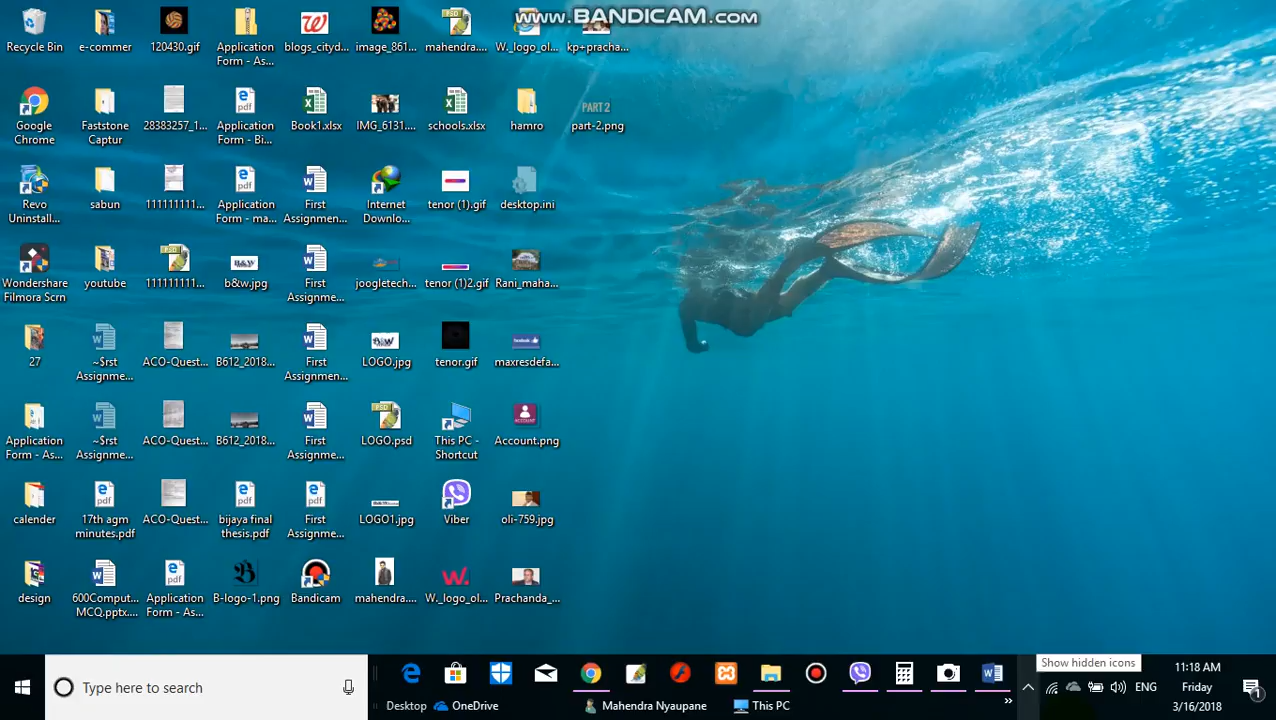 www.BANDICAM.com
Recycle Bin
e-commer
120430.gif
Application
Form - As...
blogs_cityd...
image_861...
mahendra....
W._logo_ol...
kp+pracha...
Google
Chrome
Faststone
Captur
28383257_1...
Application
Form - Bi...
Book1.xlsx
IMG_6131....
schools.xlsx
hamro
PART 2
part-2.png
Revo
Uninstall...
sabun
111111111...
Application
Form - ma...
First
Assignmen...
Internet
Downlo...
tenor (1).gif
desktop.ini
Wondershare
Filmora Scrn
youtube
111111111...
b&w.jpg
First
Assignme...
joogletech...
tenor (1)2.gif
Rani_maha...
27
~$rst
Assignme...
ACO-Quest...
B612_2018...
First
Assignmen...
LOGO.jpg
tenor.gif
maxresdefa...
Application
Form - As...
~$rst
Assignme...
ACO-Quest...
B612_2018...
First
Assignme...
LOGO.psd
This PC -
Shortcut
ACCOUNT
Account.png
calender
17th agm
minutes.pdf
ACO-Quest...
bijaya final
thesis.pdf
First
Assignme...
LOGO1.jpg
Viber
oli-759.jpg
design
600Comput...
MCQ.pptx....
Application
Form - As...
B-logo-1.png
Bandicam
mahendra....
W._logo_ol...
Prachanda_...
Show hidden icons
Type here to search
Desktop
OneDrive
Mahendra Nyaupane
This PC
»
ENG
11:18 AM
Friday
3/16/2018
1